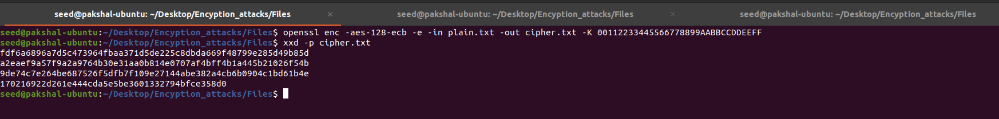 seed@pakshal-ubuntu: ~/Desktop/Encyption_attacks/Files × seed@pakshal-ubuntu: ~/Desktop/Encyption_attacks/Files × seed@pakshal-ubuntu: ~/Desktop/Encyption_attacks/Files
seed@pakshal-ubuntu:~/Desktop/Encyption_attacks/Files$ openssl enc -aes-128-ecb -e -in plain.txt -out cipher.txt -K 00112233445566778899AABBCCDDEEFF
seed@pakshal-ubuntu:~/Desktop/Encyption_attacks/Files$ xxd -p cipher.txt
fdf6a6896a7d5c473964fbaa371d5de225c8dbda669f48799e285d49b85d
a2eaef9a57f9a2a9764b30e31aa0b814e0707af4bff4b1a445b21026f54b
9de74c7e264be687526f5dfb7f109e27144abe382a4cb6b0904c1bd61b4e
170216922d261e444cda5e5be3601332794bfce358d0
seed@pakshal-ubuntu:~/Desktop/Encyption_attacks/Files$